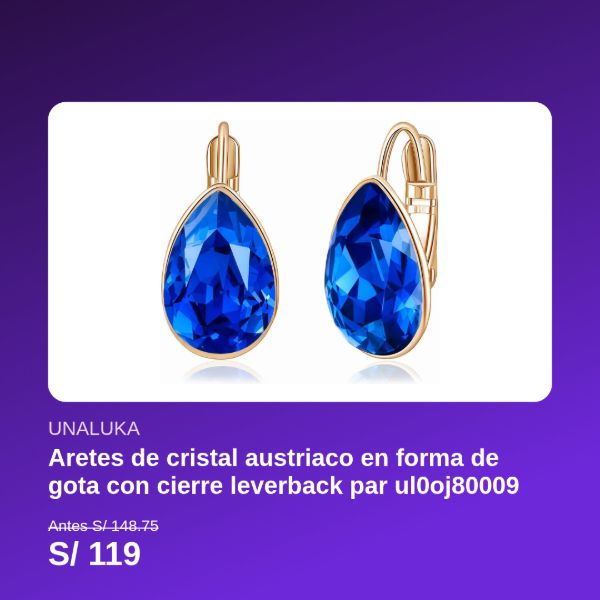 UNALUKA
Aretes de cristal austriaco en forma de
gota con cierre leverback par ul0oj80009
Antes S/ 148.75
S/ 119